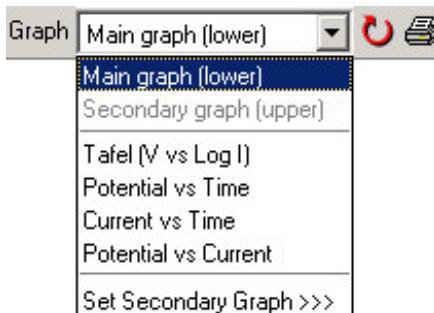 Graph Main graph (lower)
Main graph (lower)
Secondary graph (upper)
Tafel (V vs Log I)
Potential vs Time
Current vs Time
Potential vs Current
Set Secondary Graph >>>